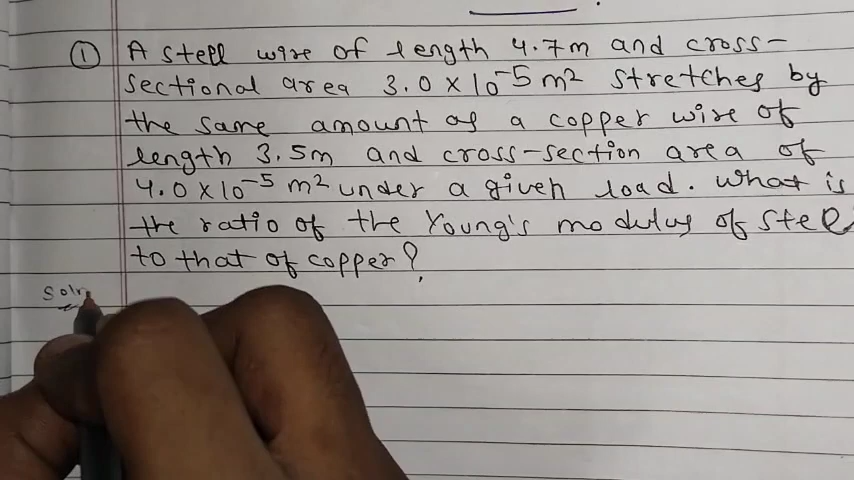 ① A stell wire of length 4.7m and cross-
sectional area 3.0 × 10⁻⁵ m² stretches by
the same amount as a copper wire of
length 3.5m and cross-section area of
4.0 × 10⁻⁵ m² under a given load. What is
the ratio of the Young's modulus of steel
to that of copper?
Soln